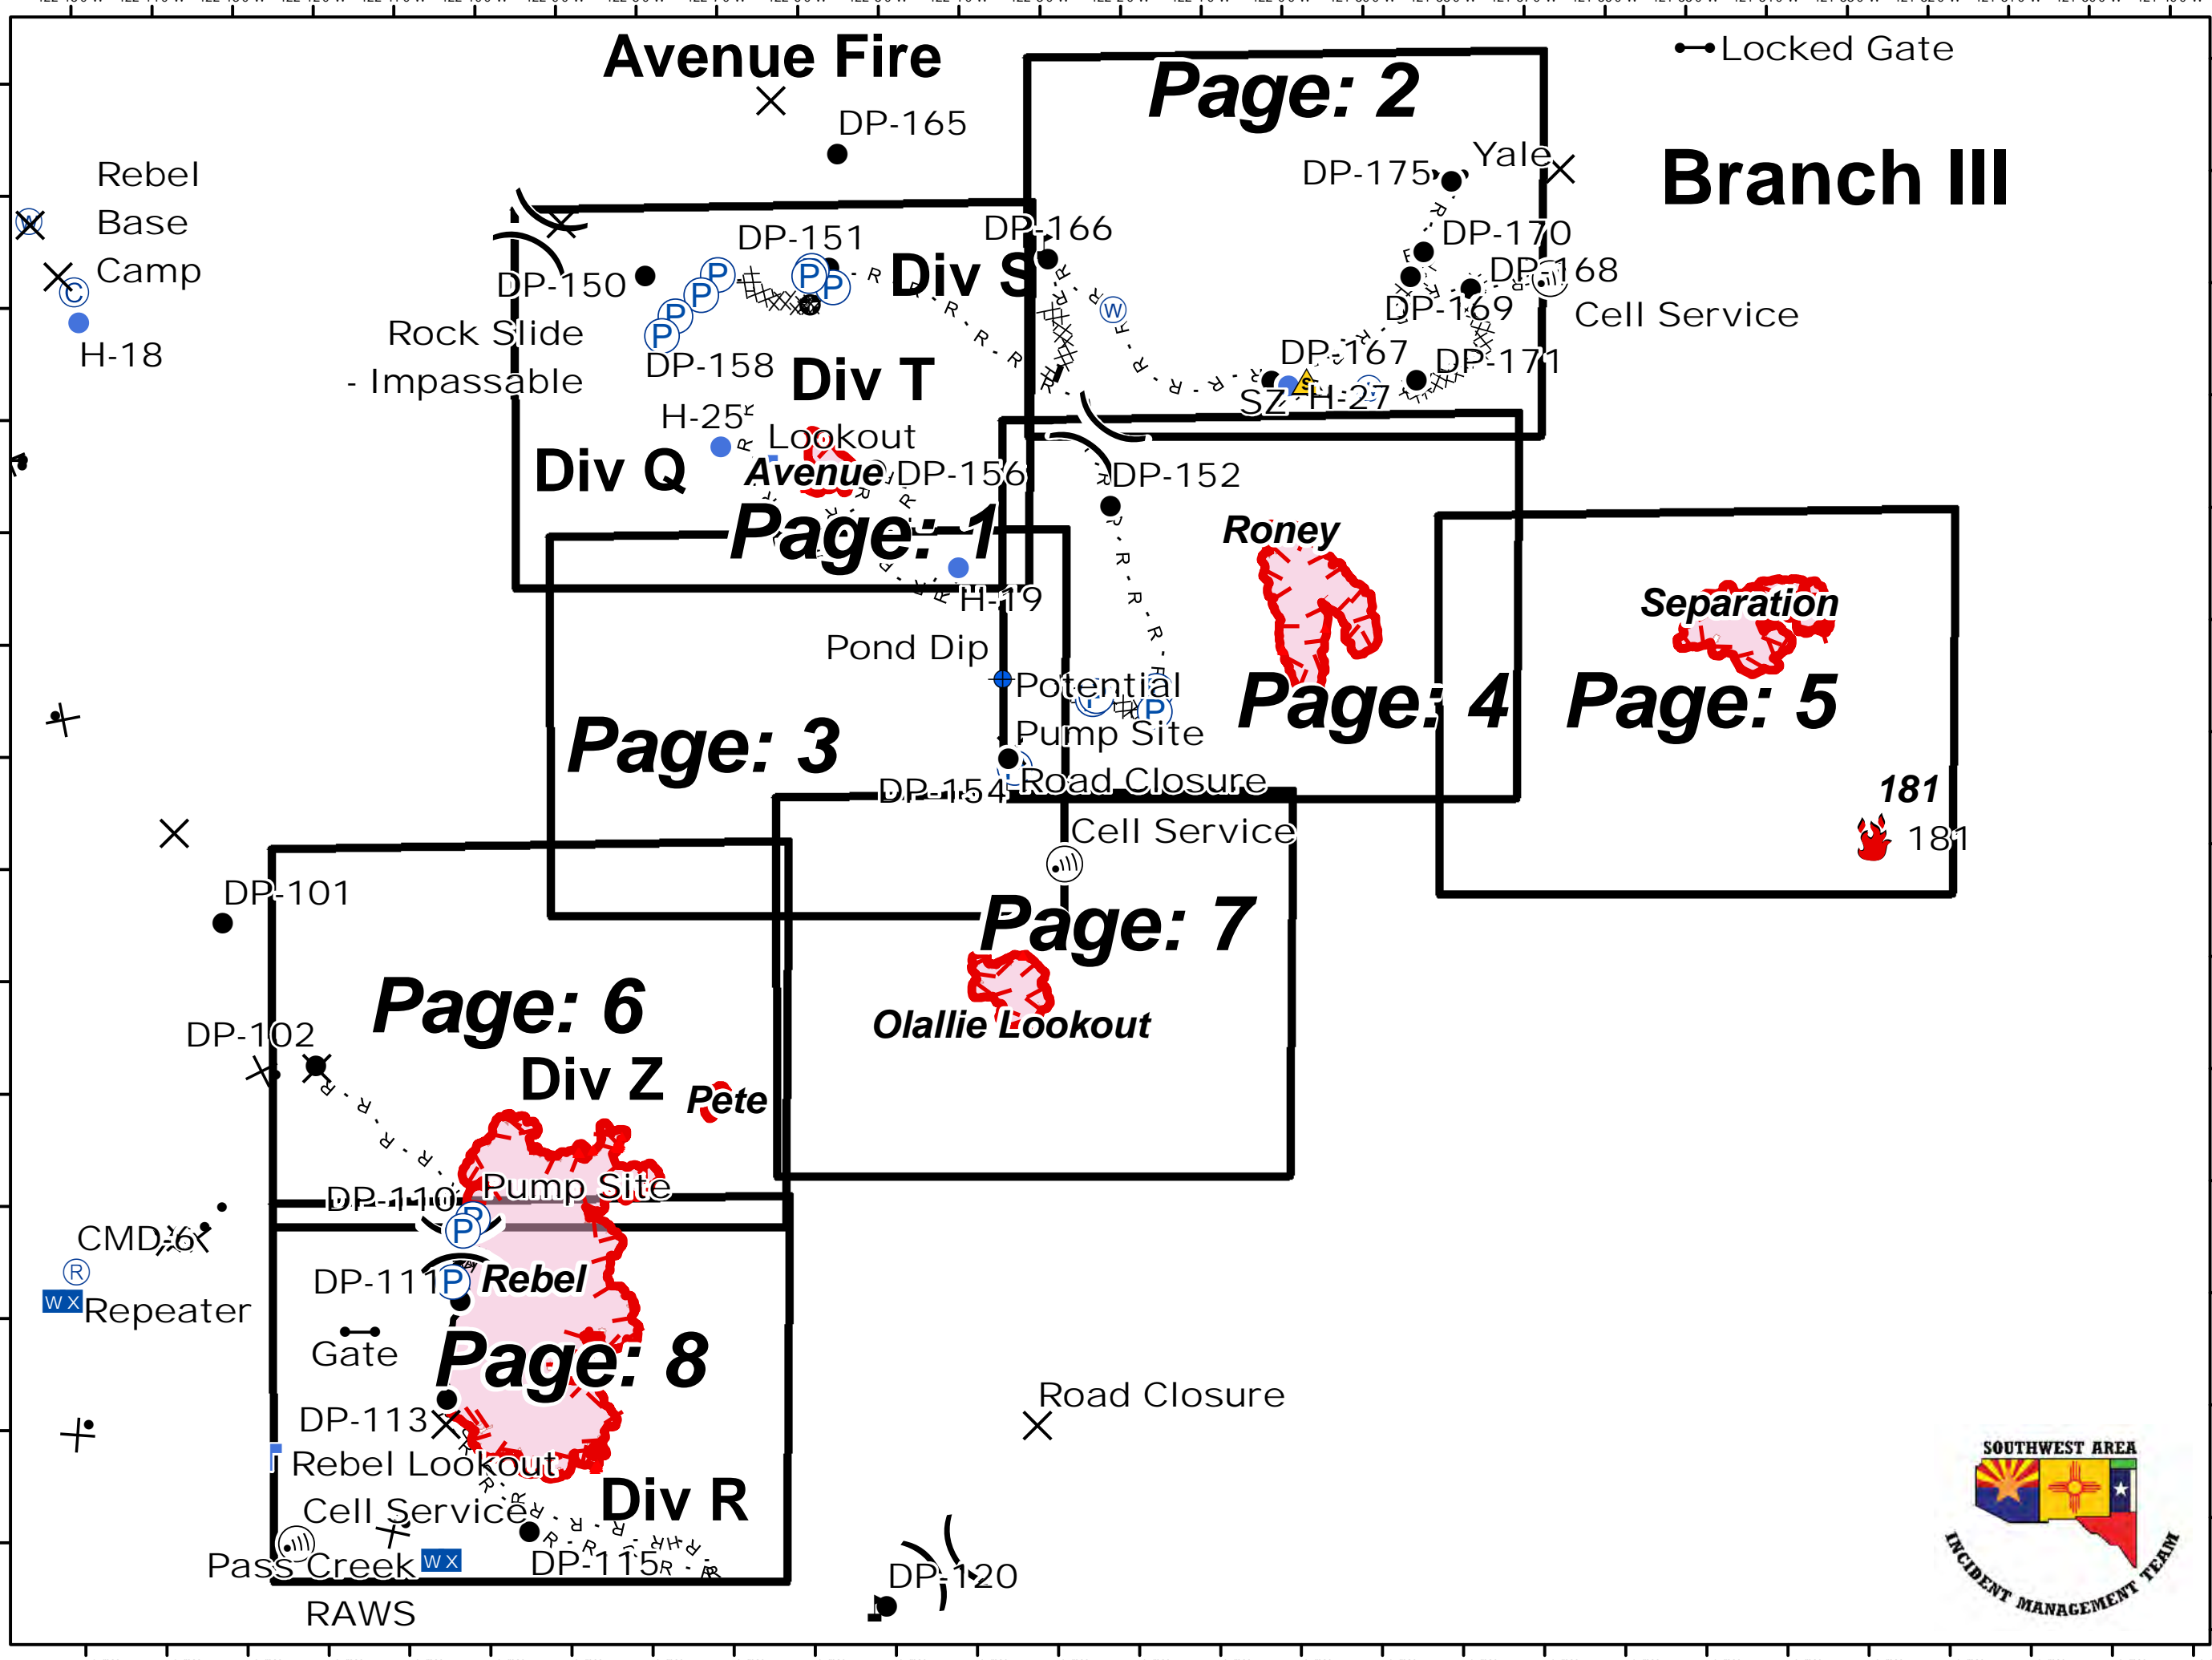 Avenue Fire
Locked Gate
Page: 2
DP-165
Branch III
Yale
DP-175
Rebel
Base
Camp
W
C
H-18
DP-166
DP-151
Div S
DP-150
DP-170
DP-168
DP-169
Cell Service
Rock Slide
- Impassable
DP-158
Div T
DP-167
DP-171
SZ
H-27
H-25
Lookout
Div Q
Avenue
DP-156
DP-152
Page: 1
Roney
H-19
Separation
Pond Dip
Potential
Pump Site
Page: 4
Page: 5
Page: 3
Road Closure
DP-154
181
181
Cell Service
DP-101
Page: 7
Page: 6
Olallie Lookout
DP-102
Div Z
Pete
Pump Site
DP-110
CMD-6
R
WX
Repeater
DP-111
P
Rebel
Gate
Page: 8
DP-113
Road Closure
Rebel Lookout
Div R
Cell Service
Pass Creek
WX
RAWS
DP-115
DP-120
SOUTHWEST AREA
INCIDENT MANAGEMENT TEAM